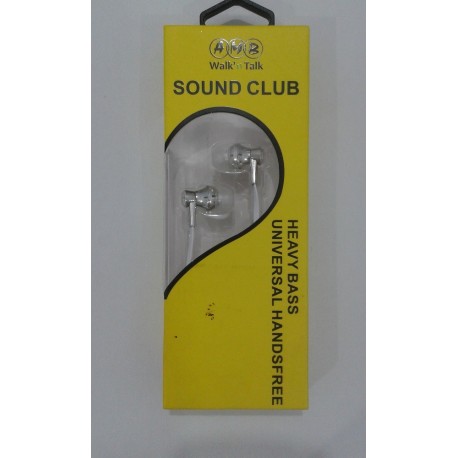 AMB
Walk'n Talk
SOUND CLUB
HEAVY BASS
UNIVERSAL HANDSFREE